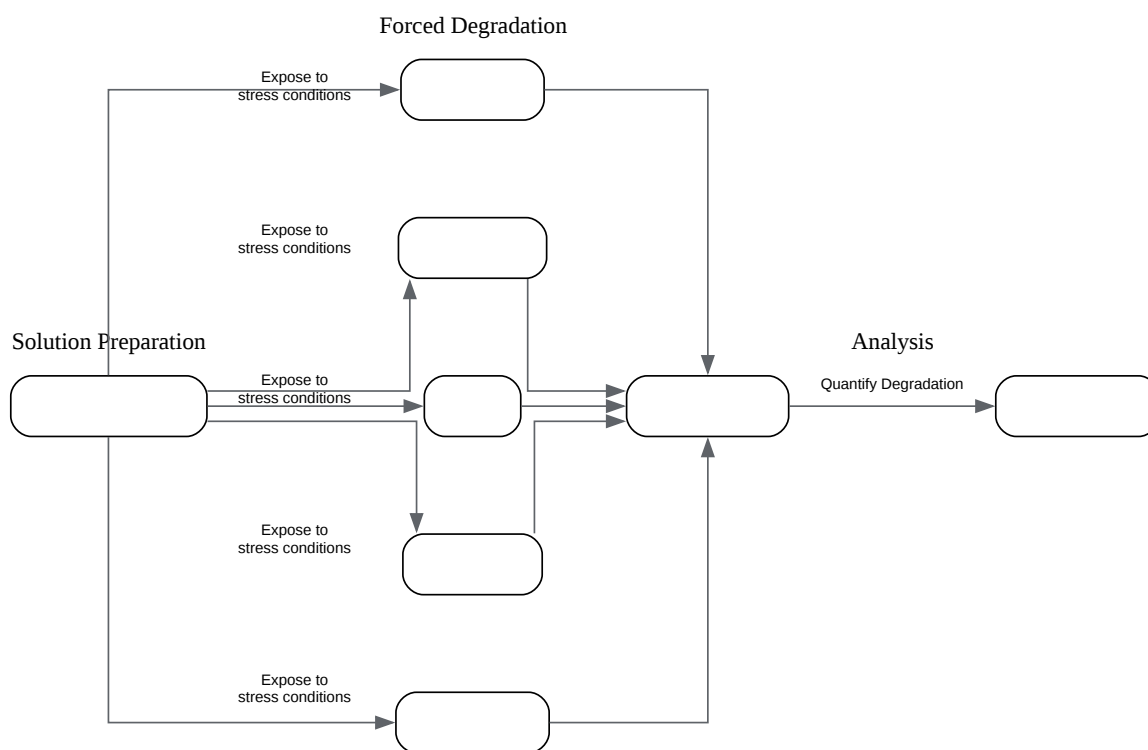 Forced Degradation
Expose to
stress conditions
Expose to
stress conditions
Solution Preparation
Analysis
Expose to
stress conditions
Quantify Degradation
Expose to
stress conditions
Expose to
stress conditions